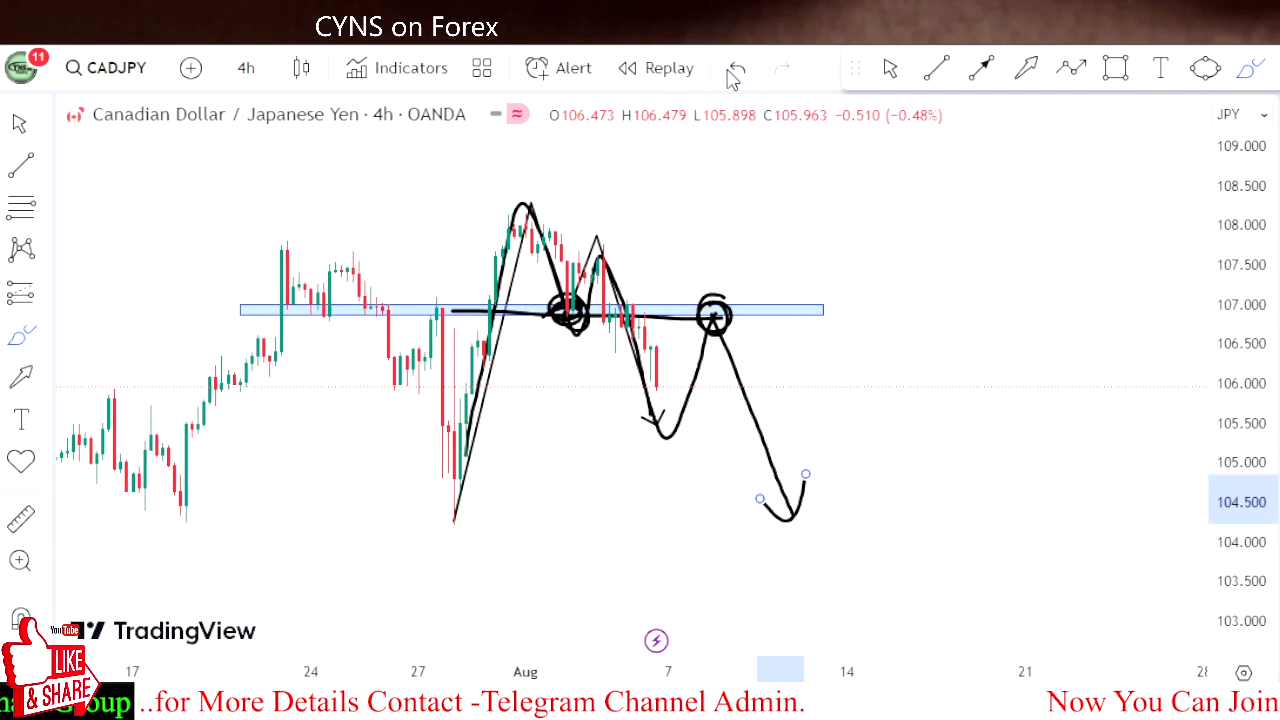 CYNS on Forex
11
CADJPY
4h
Indicators
Alert
Replay
Canadian Dollar / Japanese Yen · 4h · OANDA
O106.473 H106.479 L105.898 C105.963 −0.510 (−0.48%)
JPY
109.000
108.500
108.000
107.500
107.000
106.500
106.000
105.500
105.000
104.500
104.000
103.500
103.000
TradingView
YouTube
LIKE
& SHARE
17
24
27
Aug
7
14
21
28
Group
..for More Details Contact -Telegram Channel Admin.
Now You Can Join